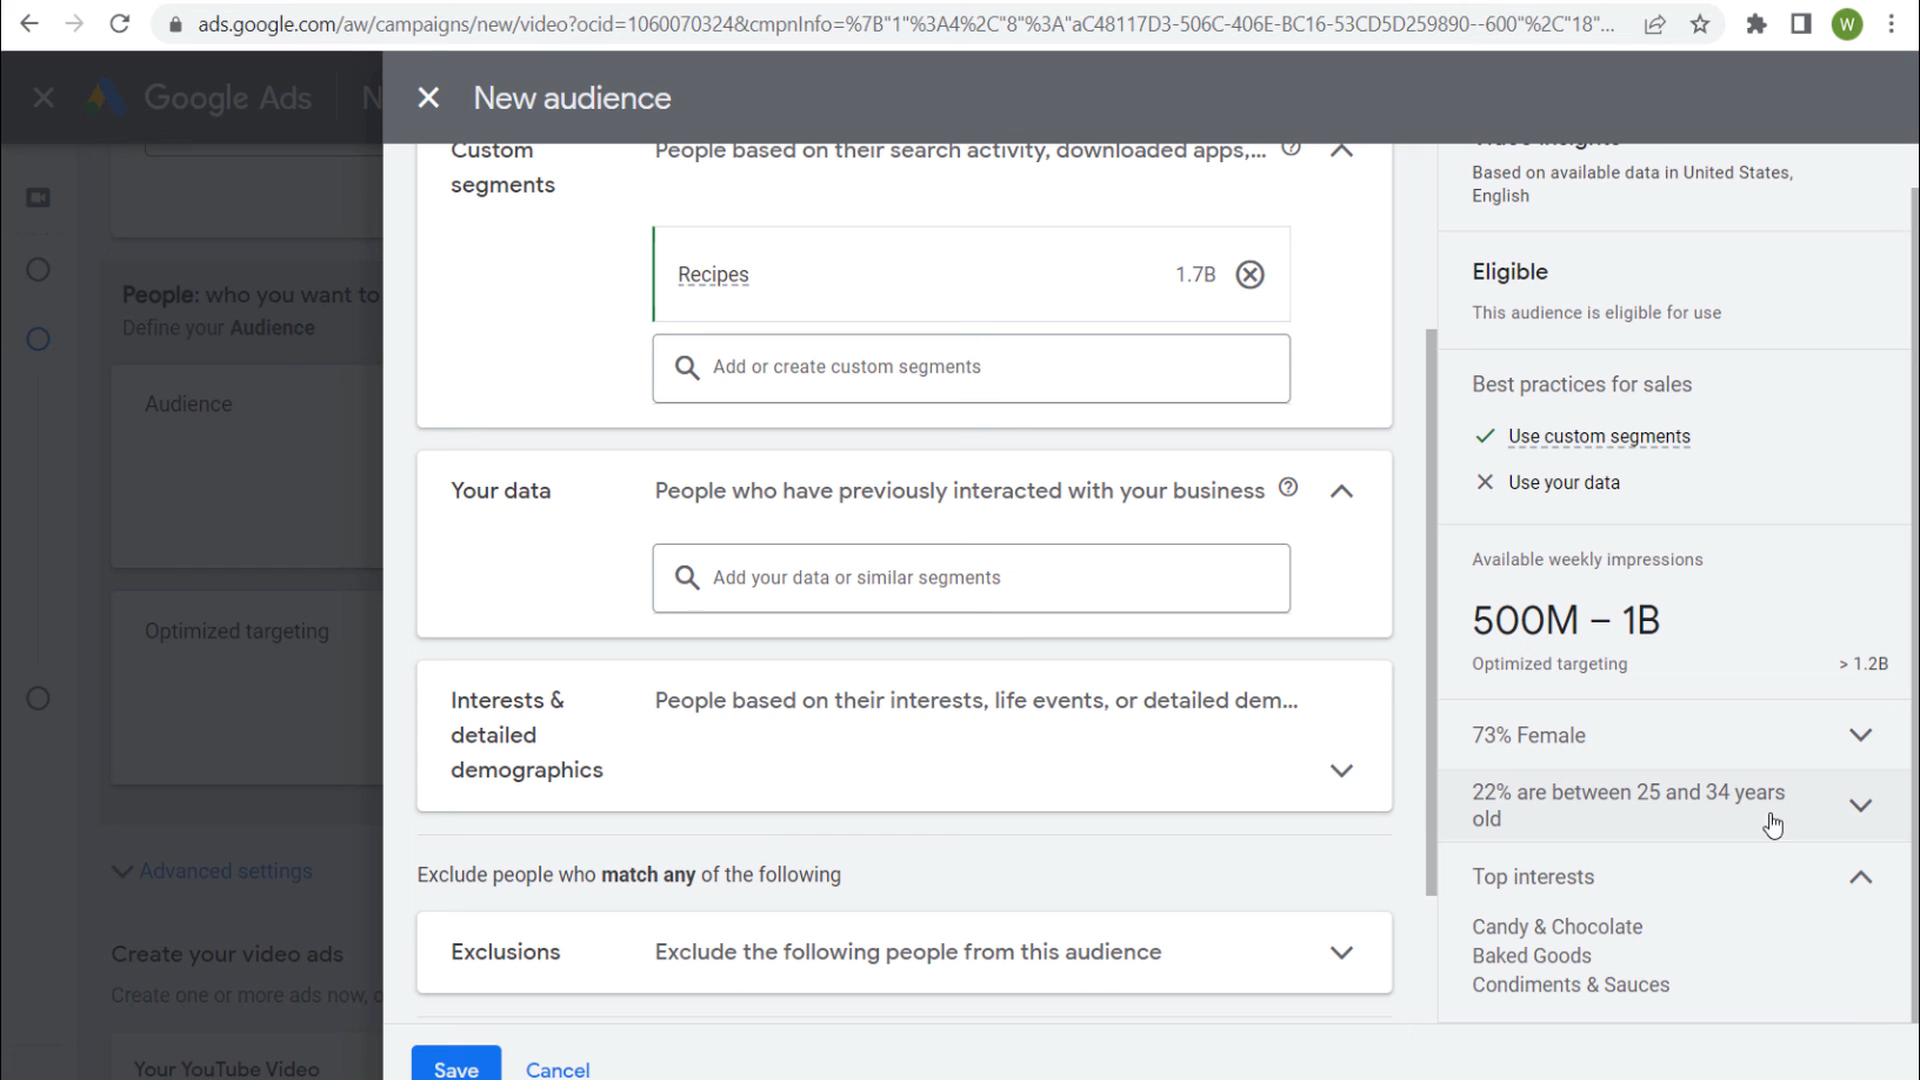 ads.google.com/aw/campaigns/new/video?ocid=1060070324&cmpnInfo=%7B"1"%3A4%2C"8"%3A"aC48117D3-506C-406E-BC16-53CD5D259890--600"%2C"18"...
W
Google Ads
N
New audience
Custom
segments
People based on their search activity, downloaded apps,...
Recipes
1.7B
Add or create custom segments
Your data
People who have previously interacted with your business
Add your data or similar segments
Interests &
detailed
demographics
People based on their interests, life events, or detailed dem...
Exclude people who match any of the following
Exclusions
Exclude the following people from this audience
Save
Cancel
People: who you want to
Define your Audience
Audience
Optimized targeting
Advanced settings
Create your video ads
Create one or more ads now, o
Your YouTube Video
Video insights
Based on available data in United States,
English
Eligible
This audience is eligible for use
Best practices for sales
Use custom segments
Use your data
Available weekly impressions
500M – 1B
Optimized targeting
> 1.2B
73% Female
22% are between 25 and 34 years
old
Top interests
Candy & Chocolate
Baked Goods
Condiments & Sauces